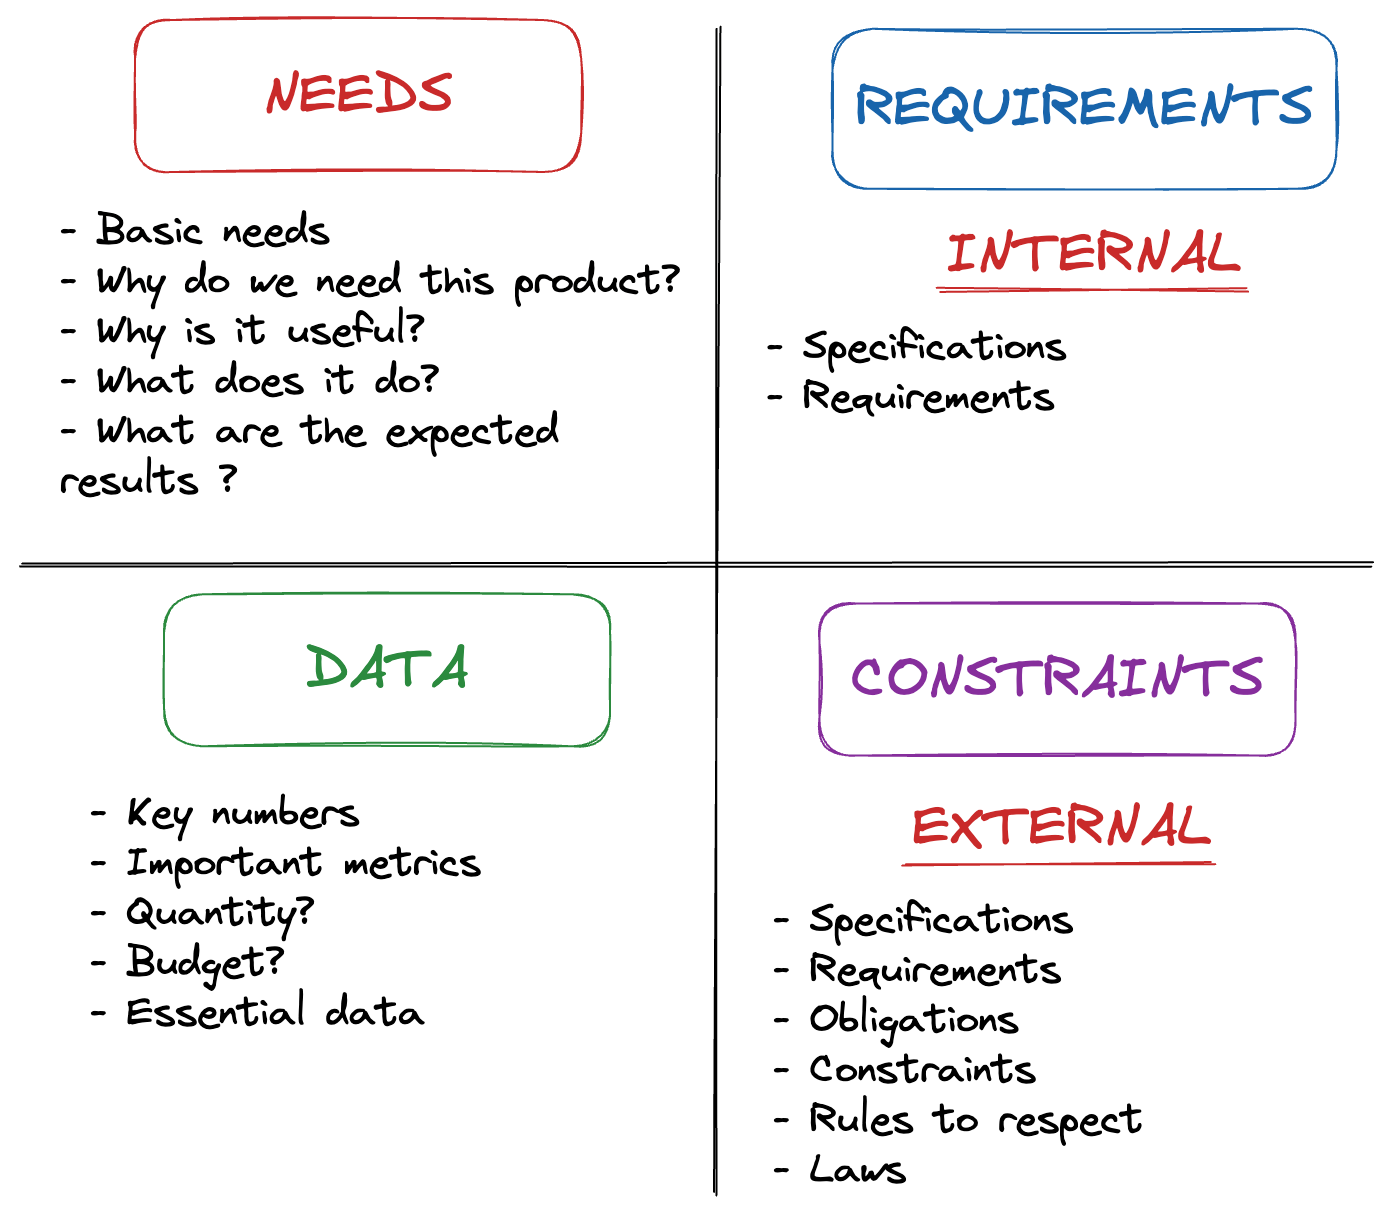 NEEDS
- Basic needs
- Why do we need this product?
- Why is it useful?
- What does it do?
- What are the expected
results ?
REQUIREMENTS
INTERNAL
- Specifications
- Requirements
DATA
- Key numbers
- Important metrics
- Quantity?
- Budget?
- Essential data
CONSTRAINTS
EXTERNAL
- Specifications
- Requirements
- Obligations
- Constraints
- Rules to respect
- Laws